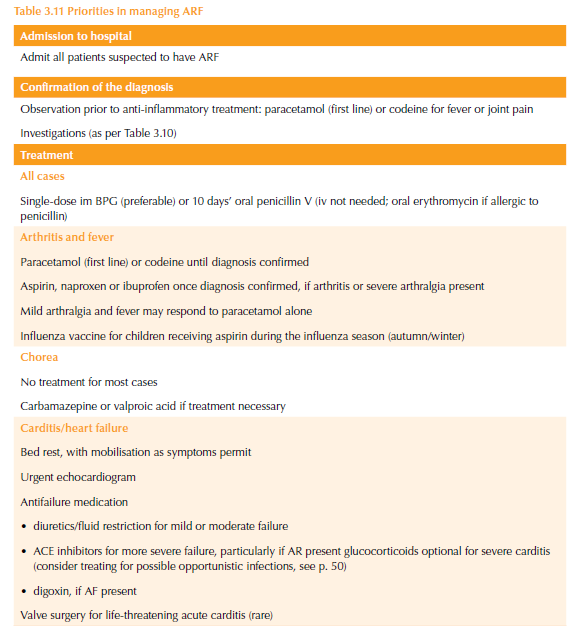 Table 3.11 Priorities in managing ARF
Admission to hospital
Admit all patients suspected to have ARF
Confirmation of the diagnosis
Observation prior to anti-inflammatory treatment: paracetamol (first line) or codeine for fever or joint pain
Investigations (as per Table 3.10)
Treatment
All cases
Single-dose im BPG (preferable) or 10 days’ oral penicillin V (iv not needed; oral erythromycin if allergic to
penicillin)
Arthritis and fever
Paracetamol (first line) or codeine until diagnosis confirmed
Aspirin, naproxen or ibuprofen once diagnosis confirmed, if arthritis or severe arthralgia present
Mild arthralgia and fever may respond to paracetamol alone
Influenza vaccine for children receiving aspirin during the influenza season (autumn/winter)
Chorea
No treatment for most cases
Carbamazepine or valproic acid if treatment necessary
Carditis/heart failure
Bed rest, with mobilisation as symptoms permit
Urgent echocardiogram
Antifailure medication
• diuretics/fluid restriction for mild or moderate failure
• ACE inhibitors for more severe failure, particularly if AR present glucocorticoids optional for severe carditis
(consider treating for possible opportunistic infections, see p. 50)
• digoxin, if AF present
Valve surgery for life-threatening acute carditis (rare)